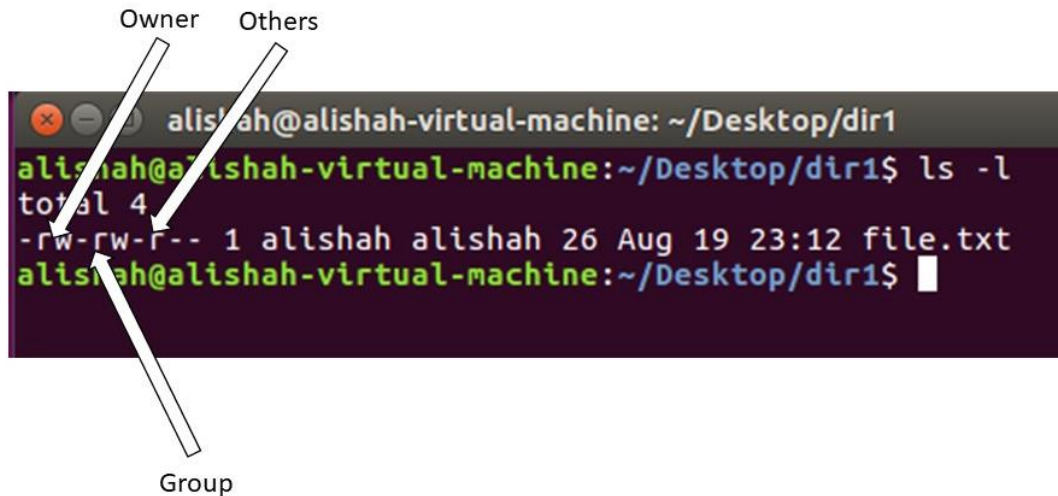 Owner Others
alishah@alishah-virtual-machine: ~/Desktop/dir1
alishah@alishah-virtual-machine:~/Desktop/dir1$ ls -l
total 4
-rw-rw-r-- 1 alishah alishah 26 Aug 19 23:12 file.txt
alishah@alishah-virtual-machine:~/Desktop/dir1$
Group